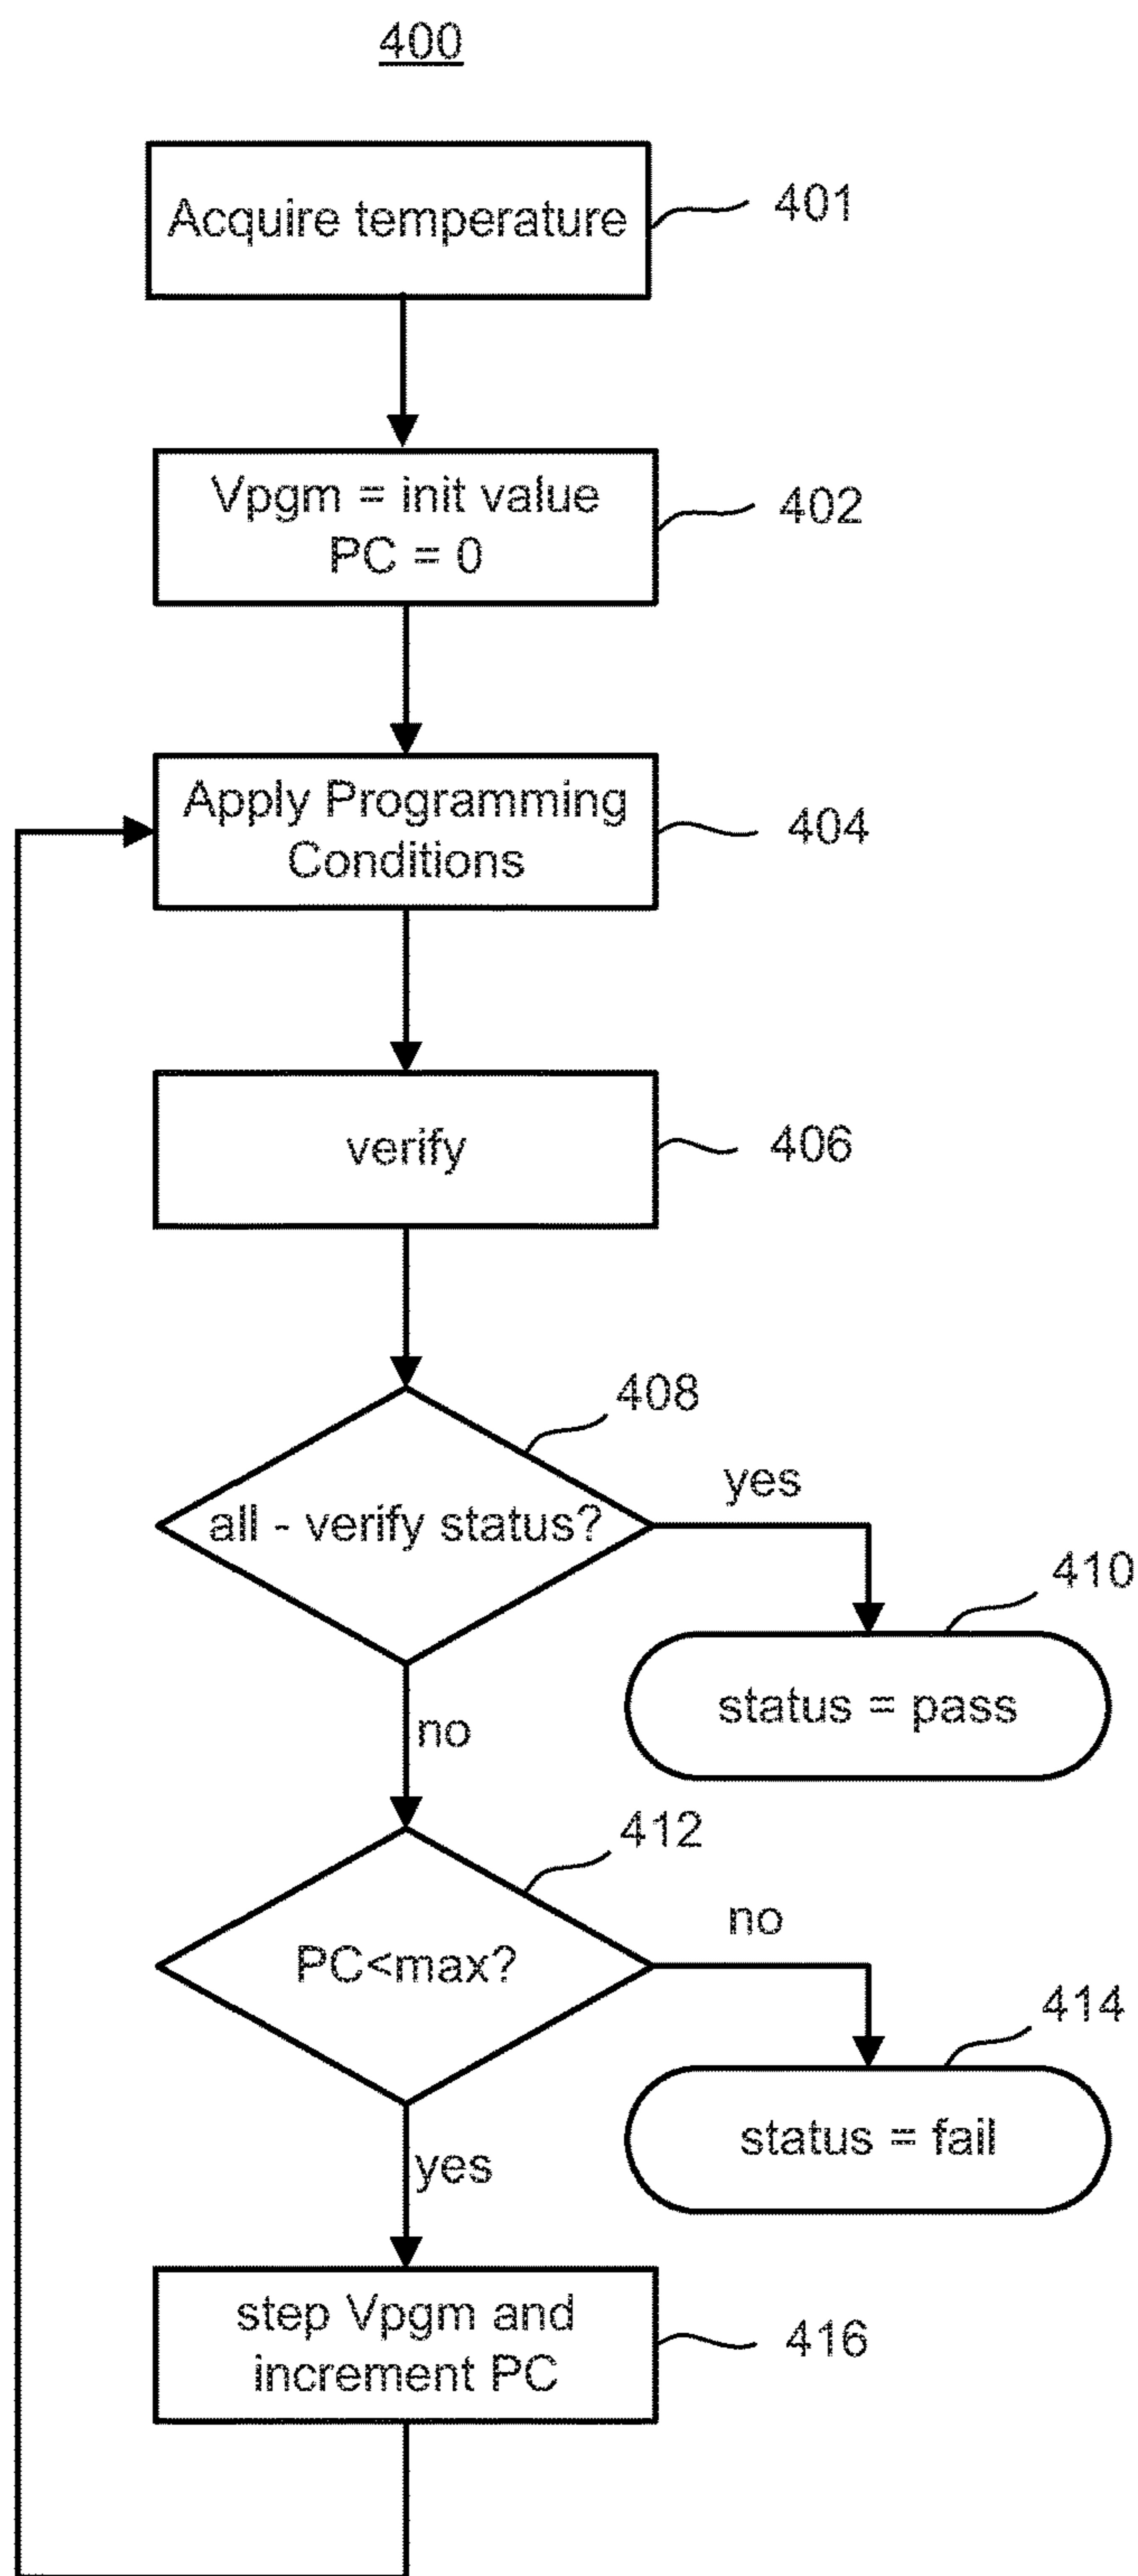 400
Acquire temperature
401
Vpgm = init value
PC = 0
402
Apply Programming
Conditions
404
verify
406
408
all - verify status?
yes
410
status = pass
no
412
PC<max?
no
414
status = fail
yes
step Vpgm and
increment PC
416